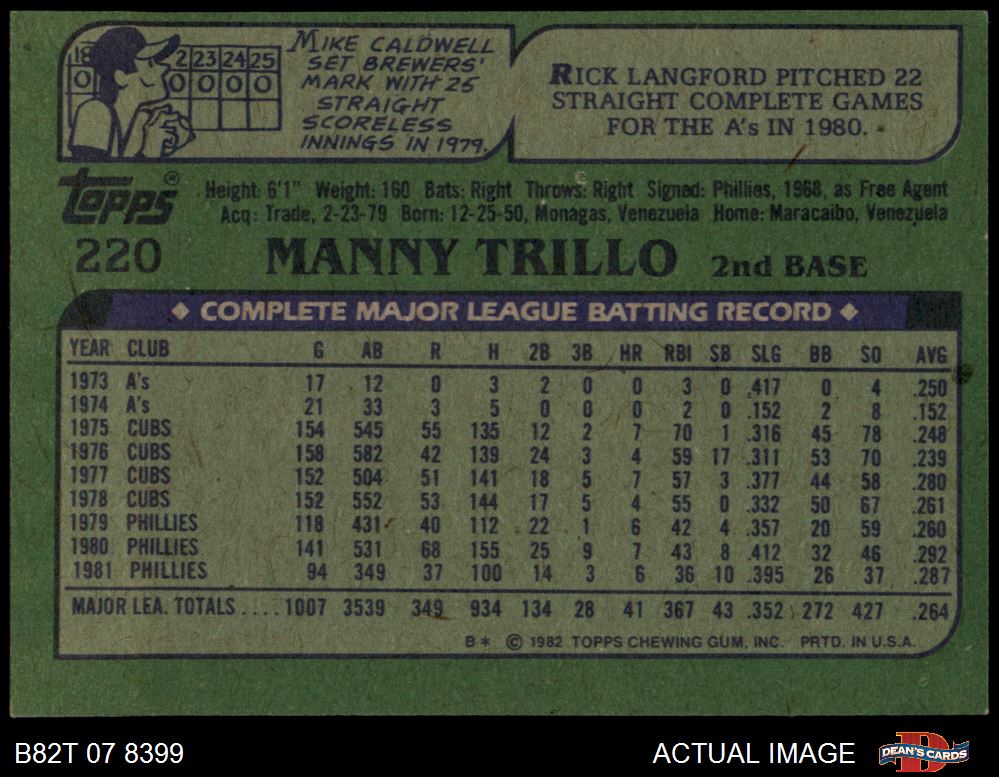 18 2 23 24 25
0 0 0 0 0
MIKE CALDWELL
SET BREWERS'
MARK WITH 25
STRAIGHT
SCORELESS
INNINGS IN 1979.
RICK LANGFORD PITCHED 22
STRAIGHT COMPLETE GAMES
FOR THE A's IN 1980.
topps®
Height: 6'1" Weight: 160 Bats: Right Throws: Right Signed: Phillies, 1968, as Free Agent
Acq: Trade, 2-23-79 Born: 12-25-50, Monagas, Venezuela Home: Maracaibo, Venezuela
220 MANNY TRILLO 2nd BASE
◆ COMPLETE MAJOR LEAGUE BATTING RECORD ◆
YEAR CLUB G AB R H 2B 3B HR RBI SB SLG BB SO AVG
1973 A's 17 12 0 3 2 0 0 3 0 .417 0 4 .250
1974 A's 21 33 3 5 0 0 0 2 0 .152 2 8 .152
1975 CUBS 154 545 55 135 12 2 7 70 1 .316 45 78 .248
1976 CUBS 158 582 42 139 24 3 4 59 17 .311 53 70 .239
1977 CUBS 152 504 51 141 18 5 7 57 3 .377 44 58 .280
1978 CUBS 152 552 53 144 17 5 4 55 0 .332 50 67 .261
1979 PHILLIES 118 431 40 112 22 1 6 42 4 .357 20 59 .260
1980 PHILLIES 141 531 68 155 25 9 7 43 8 .412 32 46 .292
1981 PHILLIES 94 349 37 100 14 3 6 36 10 .395 26 37 .287
MAJOR LEA. TOTALS .... 1007 3539 349 934 134 28 41 367 43 .352 272 427 .264
B* © 1982 TOPPS CHEWING GUM, INC. PRTD. IN U.S.A.
B82T 07 8399 ACTUAL IMAGE DEAN'S CARDS